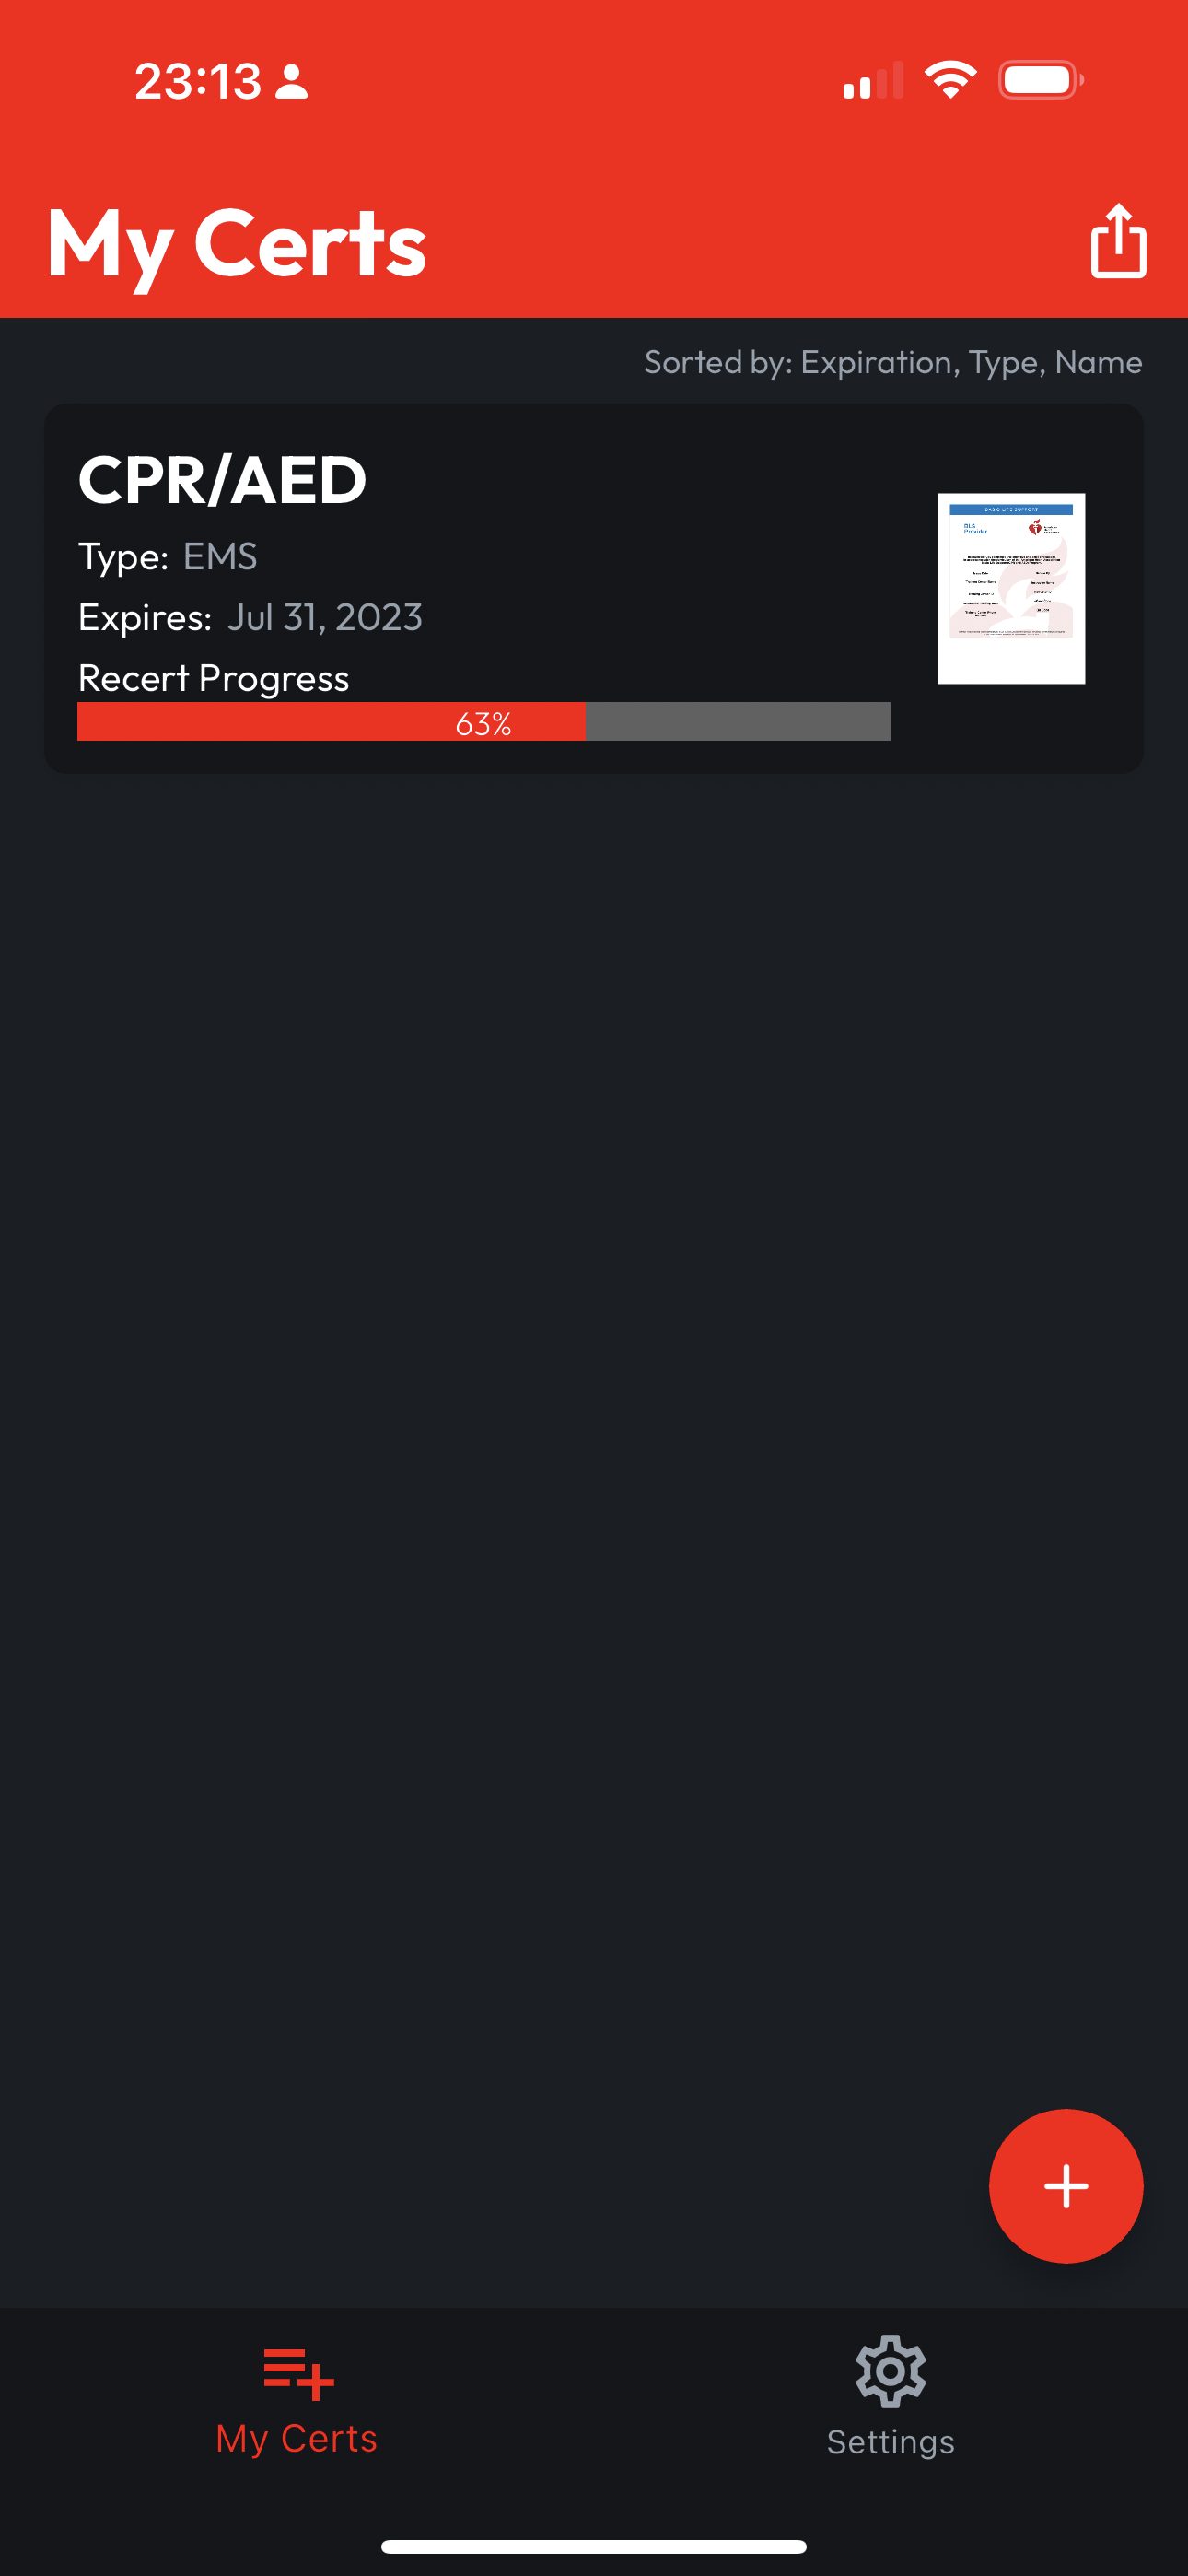 23:13
My Certs
Sorted by: Expiration, Type, Name
CPR/AED
Type: EMS
Expires: Jul 31, 2023
Recert Progress
63%
BASIC LIFE SUPPORT
BLS
Provider
My Certs
Settings